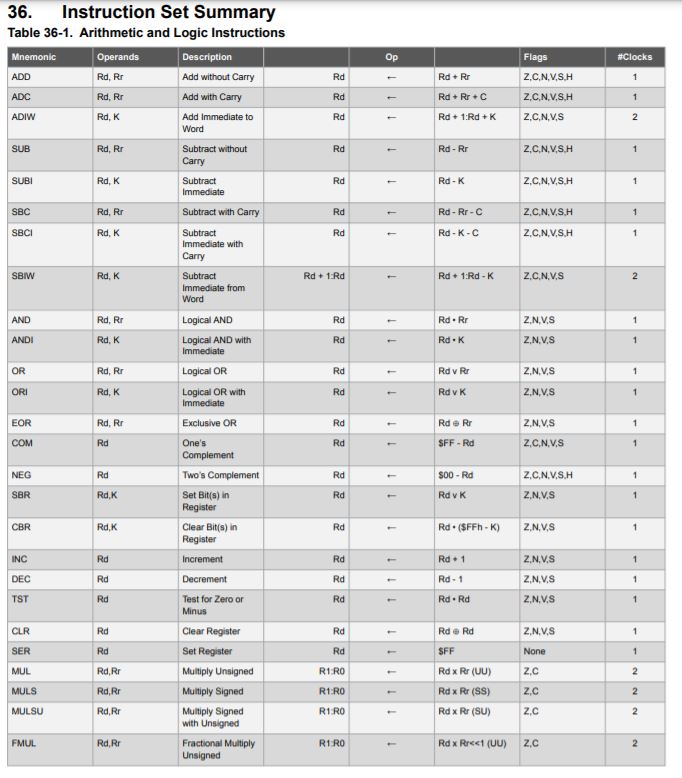 36. Instruction Set Summary
Table 36-1. Arithmetic and Logic Instructions
Mnemonic Operands Description Op Flags #Clocks
ADD Rd, Rr Add without Carry Rd ← Rd + Rr Z,C,N,V,S,H 1
ADC Rd, Rr Add with Carry Rd ← Rd + Rr + C Z,C,N,V,S,H 1
ADIW Rd, K Add Immediate to Rd ← Rd + 1:Rd + K Z,C,N,V,S 2
Word
SUB Rd, Rr Subtract without Rd ← Rd - Rr Z,C,N,V,S,H 1
Carry
SUBI Rd, K Subtract Rd ← Rd - K Z,C,N,V,S,H 1
Immediate
SBC Rd, Rr Subtract with Carry Rd ← Rd - Rr - C Z,C,N,V,S,H 1
SBCI Rd, K Subtract Rd ← Rd - K - C Z,C,N,V,S,H 1
Immediate with
Carry
SBIW Rd, K Subtract Rd + 1:Rd ← Rd + 1:Rd - K Z,C,N,V,S 2
Immediate from
Word
AND Rd, Rr Logical AND Rd ← Rd • Rr Z,N,V,S 1
ANDI Rd, K Logical AND with Rd ← Rd • K Z,N,V,S 1
Immediate
OR Rd, Rr Logical OR Rd ← Rd v Rr Z,N,V,S 1
ORI Rd, K Logical OR with Rd ← Rd v K Z,N,V,S 1
Immediate
EOR Rd, Rr Exclusive OR Rd ← Rd ⊕ Rr Z,N,V,S 1
COM Rd One's Rd ← $FF - Rd Z,C,N,V,S 1
Complement
NEG Rd Two's Complement Rd ← $00 - Rd Z,C,N,V,S,H 1
SBR Rd,K Set Bit(s) in Rd ← Rd v K Z,N,V,S 1
Register
CBR Rd,K Clear Bit(s) in Rd ← Rd • ($FFh - K) Z,N,V,S 1
Register
INC Rd Increment Rd ← Rd + 1 Z,N,V,S 1
DEC Rd Decrement Rd ← Rd - 1 Z,N,V,S 1
TST Rd Test for Zero or Rd ← Rd • Rd Z,N,V,S 1
Minus
CLR Rd Clear Register Rd ← Rd ⊕ Rd Z,N,V,S 1
SER Rd Set Register Rd ← $FF None 1
MUL Rd,Rr Multiply Unsigned R1:R0 ← Rd x Rr (UU) Z,C 2
MULS Rd,Rr Multiply Signed R1:R0 ← Rd x Rr (SS) Z,C 2
MULSU Rd,Rr Multiply Signed R1:R0 ← Rd x Rr (SU) Z,C 2
with Unsigned
FMUL Rd,Rr Fractional Multiply R1:R0 ← Rd x Rr<<1 (UU) Z,C 2
Unsigned